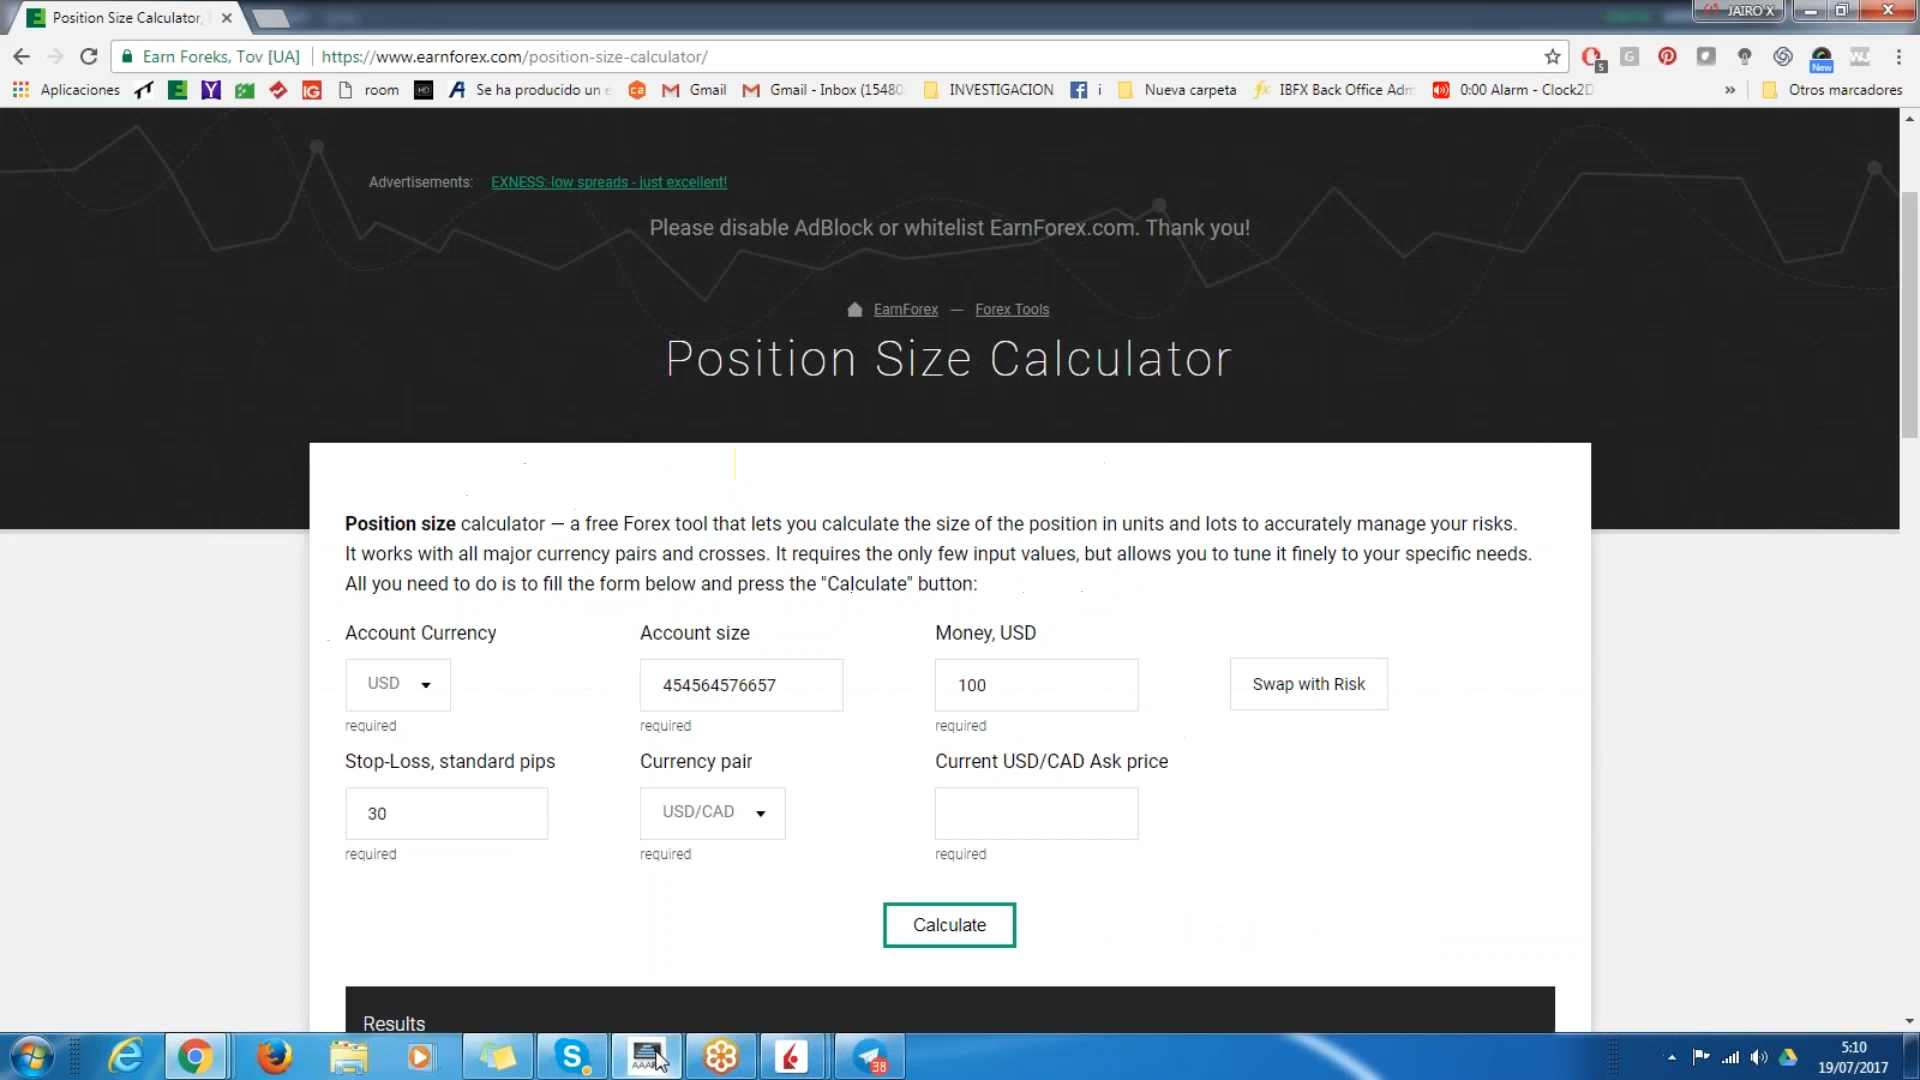 Position Size Calculator,
JAIRO X
Earn Foreks, Tov [UA]
https://www.earnforex.com/position-size-calculator/
5
G
New
Aplicaciones
IG
room
HD
Se ha producido un e
Gmail
Gmail - Inbox (15480
INVESTIGACION
i
Nueva carpeta
IBFX Back Office Adm
0:00 Alarm - Clock2D
»
Otros marcadores
Advertisements: EXNESS: low spreads - just excellent!
Please disable AdBlock or whitelist EarnForex.com. Thank you!
EarnForex — Forex Tools
Position Size Calculator
Position size calculator — a free Forex tool that lets you calculate the size of the position in units and lots to accurately manage your risks.
It works with all major currency pairs and crosses. It requires the only few input values, but allows you to tune it finely to your specific needs.
All you need to do is to fill the form below and press the "Calculate" button:
Account Currency
Account size
Money, USD
USD
454564576657
100
Swap with Risk
required
required
required
Stop-Loss, standard pips
Currency pair
Current USD/CAD Ask price
30
USD/CAD
required
required
required
Calculate
Results
38
5:10
19/07/2017